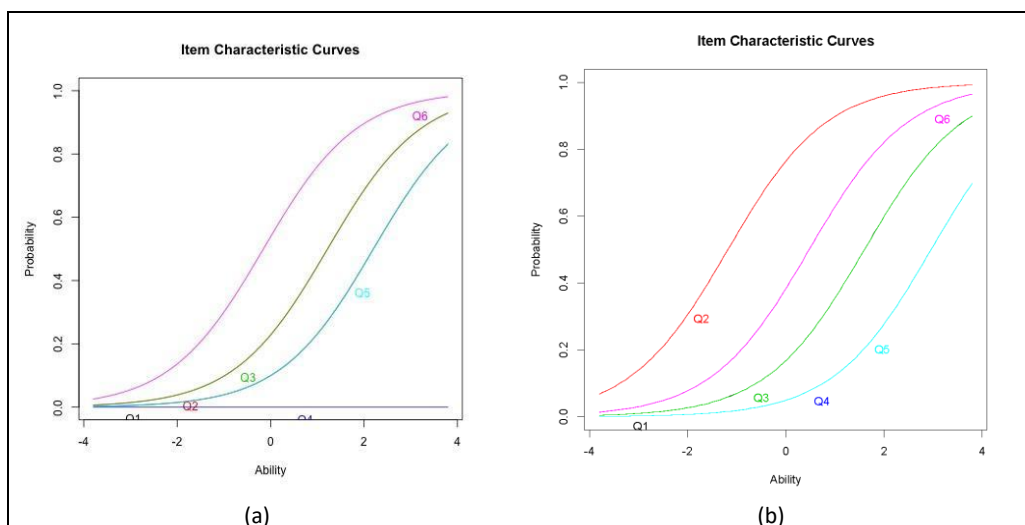 Item Characteristic Curves
1.0
0.8
0.6
0.4
0.2
0.0
Probability
Q6
Q5
Q3
Q2
Q1
Q4
-4
-2
0
2
4
Ability
(a)
Item Characteristic Curves
1.0
0.8
0.6
0.4
0.2
0.0
Probability
Q6
Q2
Q5
Q3
Q4
Q1
-4
-2
0
2
4
Ability
(b)